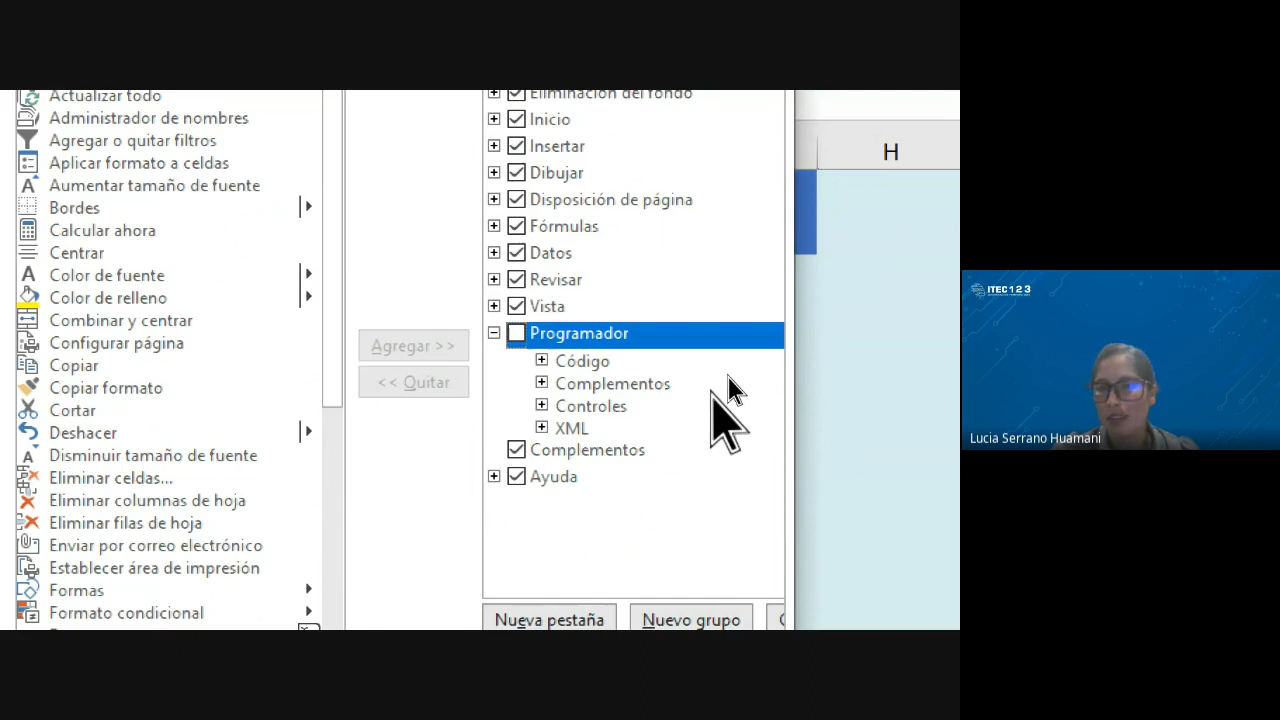 Actualizar todo
Administrador de nombres
Agregar o quitar filtros
Aplicar formato a celdas
Aumentar tamaño de fuente
Bordes
Calcular ahora
Centrar
Color de fuente
Color de relleno
Combinar y centrar
Configurar página
Copiar
Copiar formato
Cortar
Deshacer
Disminuir tamaño de fuente
Eliminar celdas...
Eliminar columnas de hoja
Eliminar filas de hoja
Enviar por correo electrónico
Establecer área de impresión
Formas
Formato condicional
Agregar >>
<< Quitar
Eliminación del fondo
Inicio
Insertar
Dibujar
Disposición de página
Fórmulas
Datos
Revisar
Vista
Programador
Código
Complementos
Controles
XML
Complementos
Ayuda
Nueva pestaña
Nuevo grupo
H
ITEC 1 2 3
Lucia Serrano Huamani